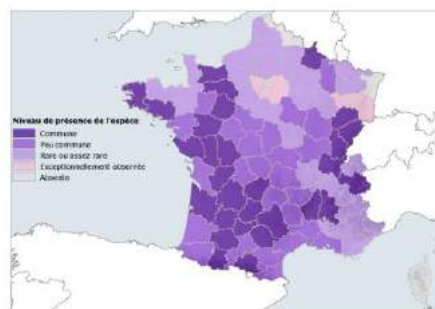 Niveau de présence de l'espèce
Commune
Peu commune
Rare ou assez rare
Exceptionnellement observée
Absente